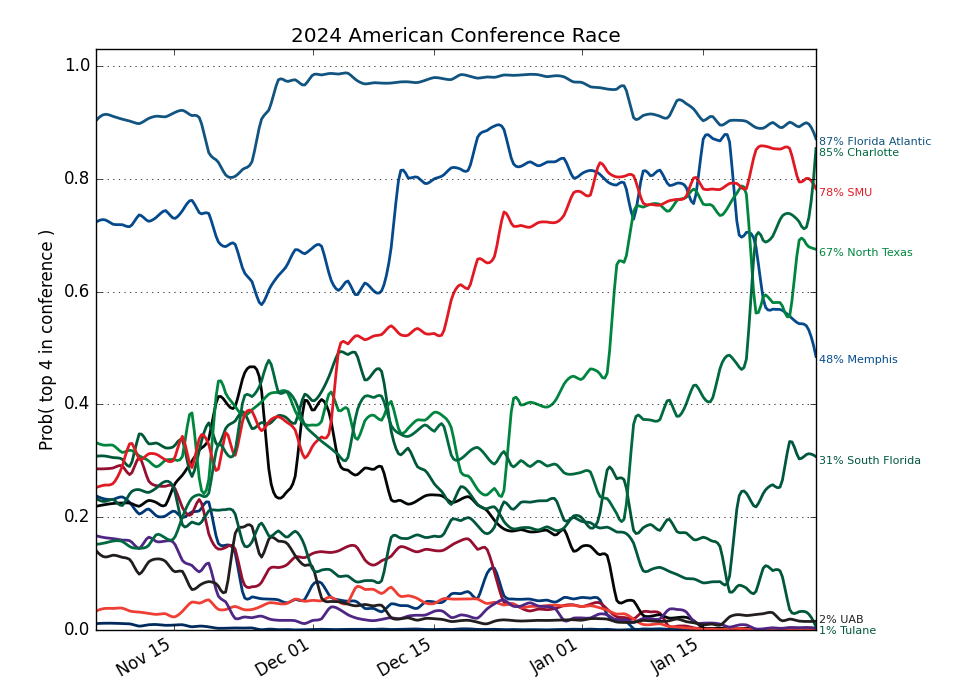 2024 American Conference Race
Prob( top 4 in conference )
1.0
0.8
0.6
0.4
0.2
0.0
Nov 15
Dec 01
Dec 15
Jan 01
Jan 15
87% Florida Atlantic
85% Charlotte
78% SMU
67% North Texas
48% Memphis
31% South Florida
2% UAB
1% Tulane